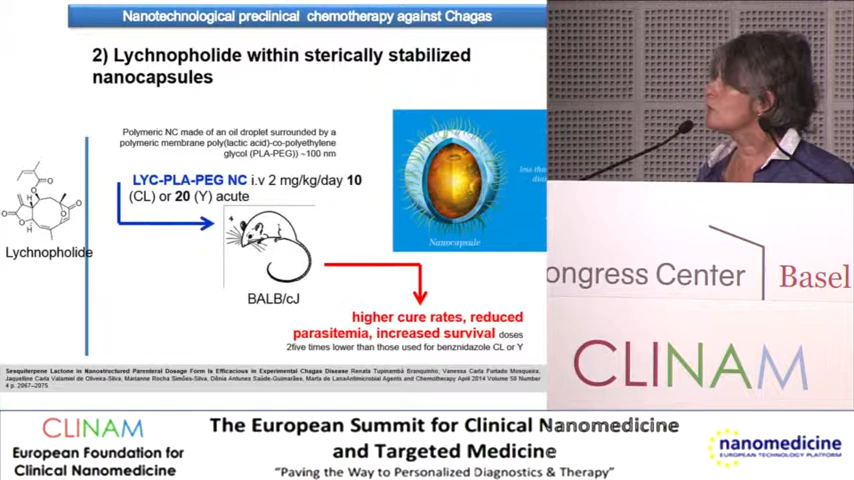 Nanotechnological preclinical chemotherapy against Chagas
2) Lychnopholide within sterically stabilized
nanocapsules
Polymeric NC made of an oil droplet surrounded by a
polymeric membrane poly(lactic acid)-co-polyethylene
glycol (PLA-PEG)) ~100 nm
LYC-PLA-PEG NC i.v 2 mg/kg/day 10
(CL) or 20 (Y) acute
less tha
dia
Nanocapsule
Lychnopholide
BALB/cJ
higher cure rates, reduced
parasitemia, increased survival doses
2five times lower than those used for benznidazole CL or Y
Sesquiterpene Lactone in Nanostructured Parenteral Dosage Form Is Efficacious in Experimental Chagas Disease Renata Tupinambá Branquinho, Vanessa Carla Furtado Mosqueira,
Jaqueline Carla Valamiel de Oliveira-Silva, Marianne Rocha Simões-Silva, Dênia Antunes Saúde-Guimarães, Marta de LanaAntimicrobial Agents and Chemotherapy April 2014 Volume 58 Number
4 p. 2067–2075
ongress Center Basel
CLINAM
CLINAM
European Foundation for
Clinical Nanomedicine
The European Summit for Clinical Nanomedicine
and Targeted Medicine
"Paving the Way to Personalized Diagnostics & Therapy"
nanomedicine
EUROPEAN TECHNOLOGY PLATFORM